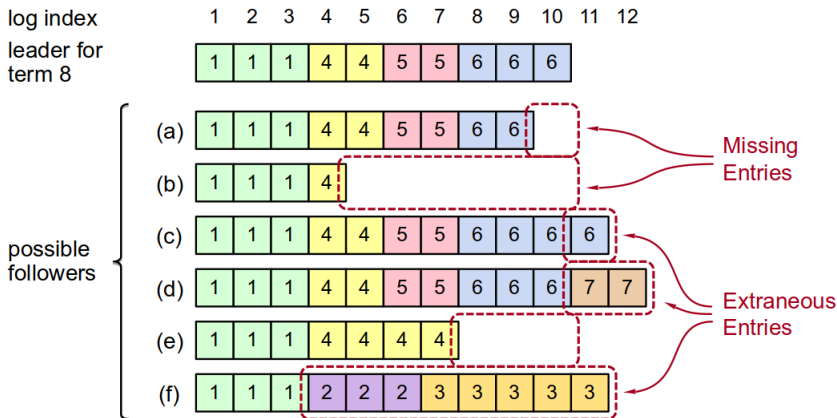 log index 1 2 3 4 5 6 7 8 9 10 11 12
leader for
term 8
1 1 1 4 4 5 5 6 6 6
(a) 1 1 1 4 4 5 5 6 6
Missing
Entries
(b) 1 1 1 4
possible
followers
(c) 1 1 1 4 4 5 5 6 6 6 6
(d) 1 1 1 4 4 5 5 6 6 6 7 7
Extraneous
Entries
(e) 1 1 1 4 4 4 4
(f) 1 1 1 2 2 2 3 3 3 3 3